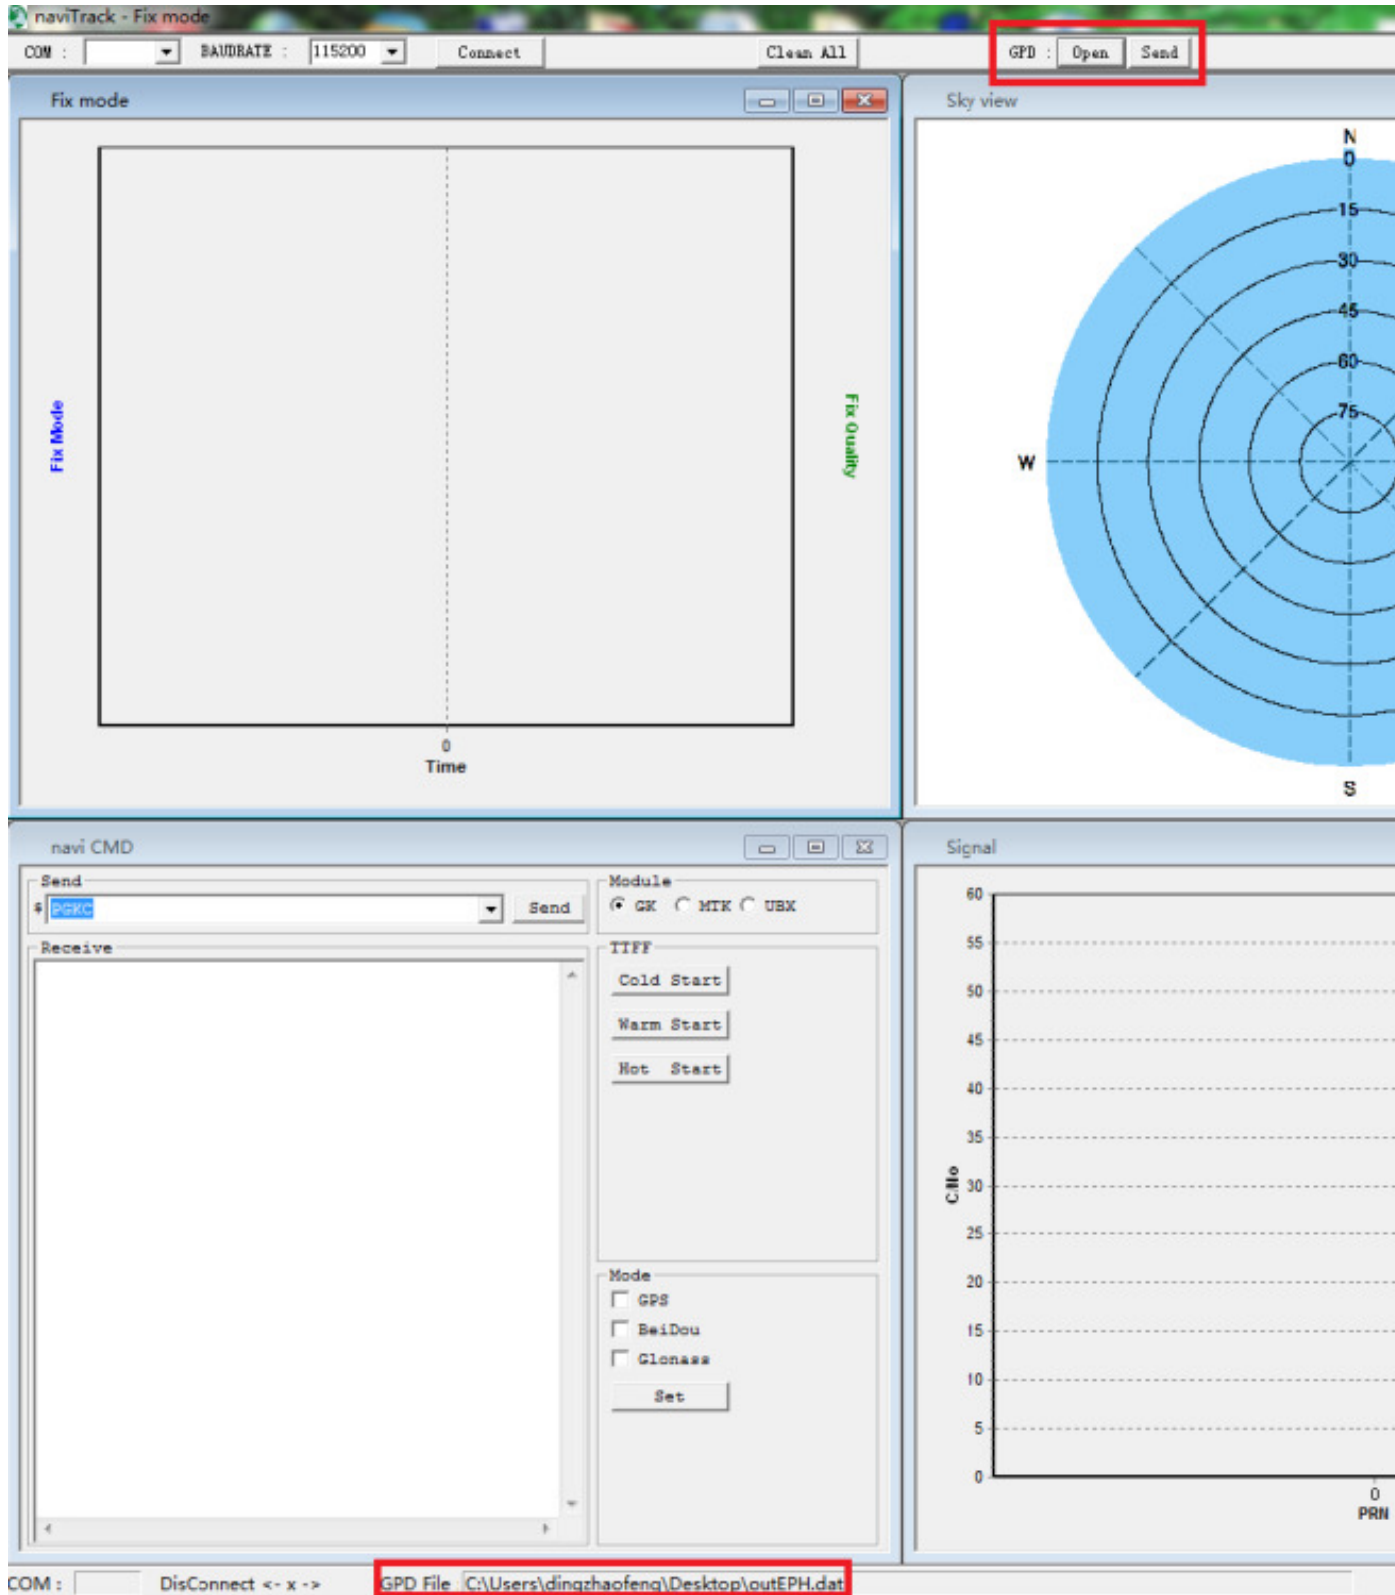 naviTrack - Fix mode
COM : BAUDRATE : 115200 Connect Clean All GPD : Open Send
Fix mode
Fix Mode
Fix Quality
0
Time
Sky view
N
0
15
30
45
60
75
W
S
navi CMD
Send
$ PGKC Send
Receive
Module
GK MTK UBX
TTFF
Cold Start
Warm Start
Hot Start
Mode
GPS
BeiDou
Glonass
Set
Signal
60
55
50
45
40
35
30
25
20
15
10
5
0
C/No
0
PRN
COM : DisConnect <- x -> GPD File C:\Users\dingzhaofeng\Desktop\outEPH.dat